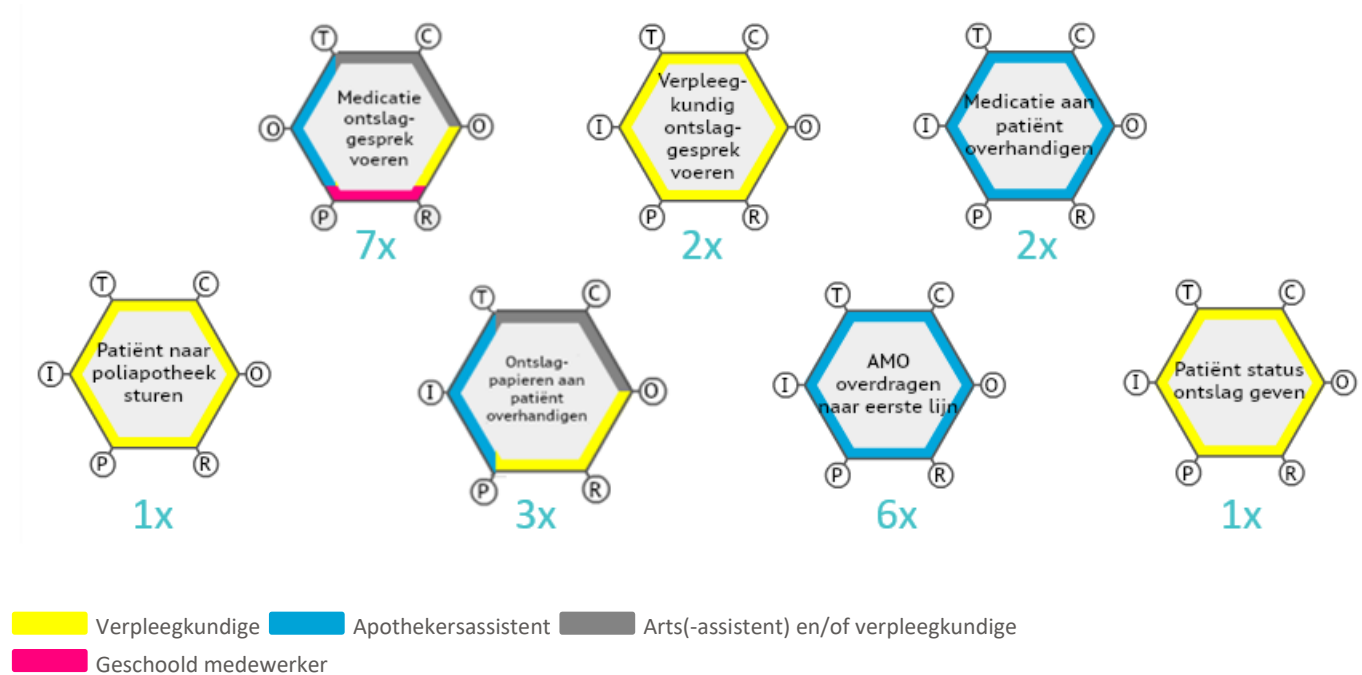 T C
Medicatie
ontslag-
gesprek
voeren
O O
P R
7x
T C
Verpleeg-
kundig
ontslag-
gesprek
voeren
I O
P R
2x
T C
Medicatie aan
patiënt
overhandigen
I O
P R
2x
T C
Patiënt naar
poliapotheek
sturen
I O
P R
1x
T C
Ontslag-
papieren aan
patiënt
overhandigen
I O
P R
3x
T C
AMO
overdragen
naar eerste lijn
I O
P R
6x
T C
Patiënt status
ontslag geven
I O
P R
1x
Verpleegkundige Apothekersassistent Arts(-assistent) en/of verpleegkundige
Geschoold medewerker